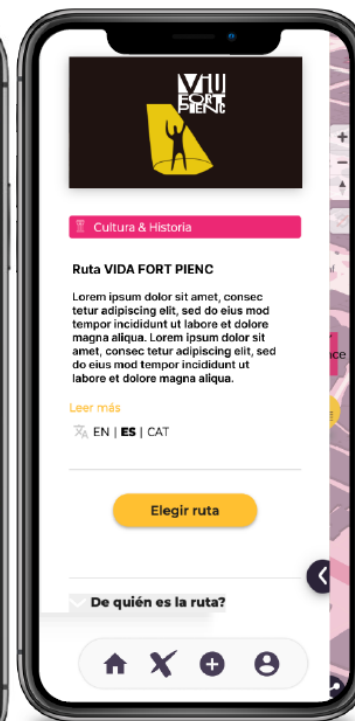 VIU
FORT
PIENC
Cultura & Historia
Ruta VIDA FORT PIENC
Lorem ipsum dolor sit amet, consec
tetur adipiscing elit, sed do eius mod
tempor incididunt ut labore et dolore
magna aliqua. Lorem ipsum dolor sit
amet, consec tetur adipiscing elit, sed
do eius mod tempor incididunt ut
labore et dolore magna aliqua.
Leer más
EN | ES | CAT
Elegir ruta
De quién es la ruta?